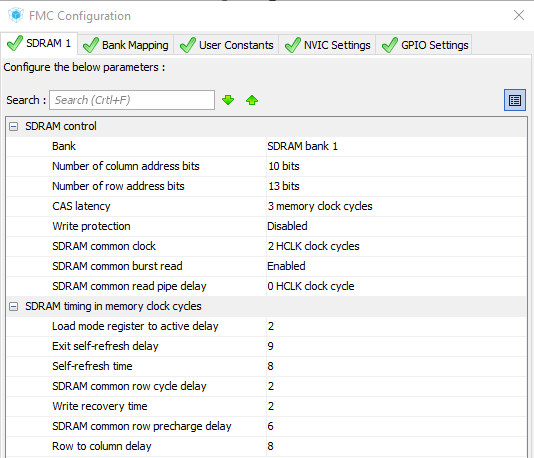 FMC Configuration
SDRAM 1 Bank Mapping User Constants NVIC Settings GPIO Settings
Configure the below parameters :
Search : Search (Crtl+F)
SDRAM control
Bank SDRAM bank 1
Number of column address bits 10 bits
Number of row address bits 13 bits
CAS latency 3 memory clock cycles
Write protection Disabled
SDRAM common clock 2 HCLK clock cycles
SDRAM common burst read Enabled
SDRAM common read pipe delay 0 HCLK clock cycle
SDRAM timing in memory clock cycles
Load mode register to active delay 2
Exit self-refresh delay 9
Self-refresh time 8
SDRAM common row cycle delay 2
Write recovery time 2
SDRAM common row precharge delay 6
Row to column delay 8